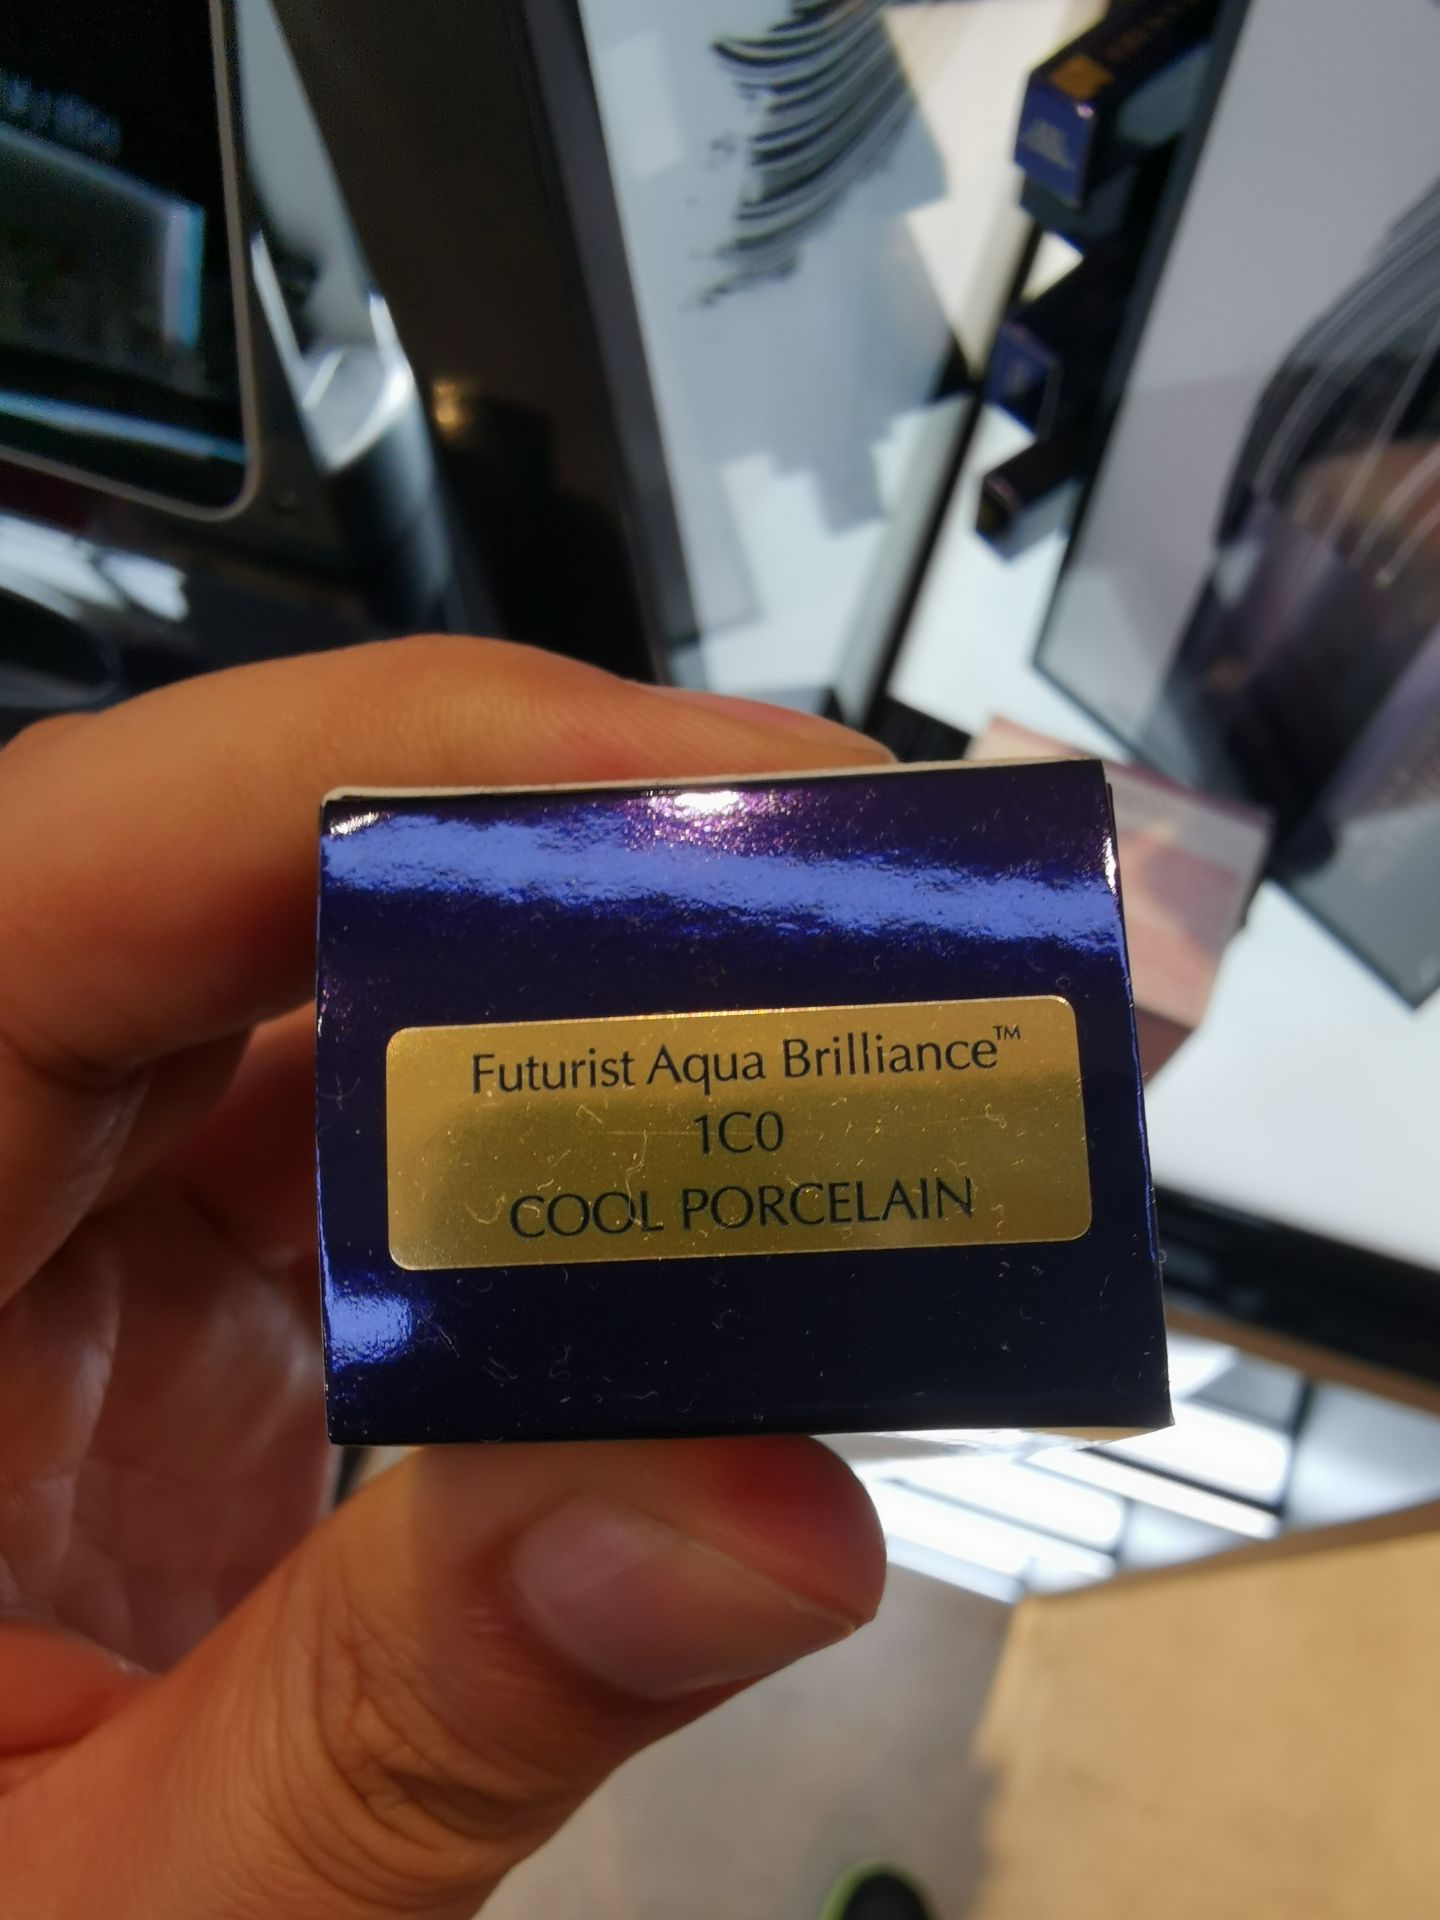 Futurist Aqua Brilliance™
1C0
COOL PORCELAIN